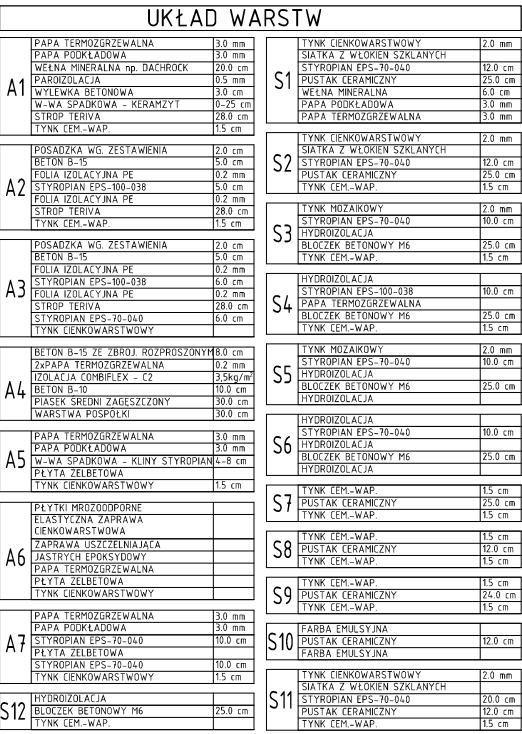 UKŁAD WARSTW
A1
PAPA TERMOZGRZEWALNA 3.0 mm
PAPA PODKŁADOWA 3.0 mm
WEŁNA MINERALNA np. DACHROCK 20.0 cm
PAROIZOLACJA 0.5 mm
WYLEWKA BETONOWA 3.0 cm
W-WA SPADKOWA - KERAMZYT 0-25 cm
STROP TERIVA 28.0 cm
TYNK CEM.-WAP. 1.5 cm
A2
POSADZKA WG. ZESTAWIENIA 2.0 cm
BETON B-15 5.0 cm
FOLIA IZOLACYJNA PE 0.2 mm
STYROPIAN EPS-100-038 5.0 cm
FOLIA IZOLACYJNA PE 0.2 mm
STROP TERIVA 28.0 cm
TYNK CEM.-WAP. 1.5 cm
A3
POSADZKA WG. ZESTAWIENIA 2.0 cm
BETON B-15 5.0 cm
FOLIA IZOLACYJNA PE 0.2 mm
STYROPIAN EPS-100-038 6.0 cm
FOLIA IZOLACYJNA PE 0.2 mm
STROP TERIVA 28.0 cm
STYROPIAN EPS-70-040 6.0 cm
TYNK CIENKOWARSTWOWY
A4
BETON B-15 ZE ZBROJ. ROZPROSZONYM 8.0 cm
2xPAPA TERMOZGRZEWALNA 0.2 mm
IZOLACJA COMBIFLEX - C2 3,5kg/m²
BETON B-10 10.0 cm
PIASEK ŚREDNI ZAGĘSZCZONY 30.0 cm
WARSTWA POSPÓŁKI 30.0 cm
A5
PAPA TERMOZGRZEWALNA 3.0 mm
PAPA PODKŁADOWA 3.0 mm
W-WA SPADKOWA - KLINY STYROPIAN 4-8 cm
PŁYTA ŻELBETOWA
TYNK CIENKOWARSTWOWY 1.5 cm
A6
PŁYTKI MROZOODPORNE
ELASTYCZNA ZAPRAWA
CIENKOWARSTWOWA
ZAPRAWA USZCZELNIAJĄCA
JASTRYCH EPOKSYDOWY
PAPA TERMOZGRZEWALNA
PŁYTA ŻELBETOWA
TYNK CIENKOWARSTWOWY
A7
PAPA TERMOZGRZEWALNA 3.0 mm
PAPA PODKŁADOWA 3.0 mm
STYROPIAN EPS-70-040 10.0 cm
PŁYTA ŻELBETOWA
STYROPIAN EPS-70-040 10.0 cm
TYNK CIENKOWARSTWOWY 1.5 cm
S12
HYDROIZOLACJA
BLOCZEK BETONOWY M6 25.0 cm
TYNK CEM.-WAP.
S1
TYNK CIENKOWARSTWOWY 2.0 mm
SIATKA Z WŁOKIEN SZKLANYCH
STYROPIAN EPS-70-040 12.0 cm
PUSTAK CERAMICZNY 25.0 cm
WEŁNA MINERALNA 6.0 cm
PAPA PODKŁADOWA 3.0 mm
PAPA TERMOZGRZEWALNA 3.0 mm
S2
TYNK CIENKOWARSTWOWY 2.0 mm
SIATKA Z WŁOKIEN SZKLANYCH
STYROPIAN EPS-70-040 12.0 cm
PUSTAK CERAMICZNY 25.0 cm
TYNK CEM.-WAP. 1.5 cm
S3
TYNK MOZAIKOWY 2.0 mm
STYROPIAN EPS-70-040 10.0 cm
HYDROIZOLACJA
BLOCZEK BETONOWY M6 25.0 cm
TYNK CEM.-WAP. 1.5 cm
S4
HYDROIZOLACJA
STYROPIAN EPS-100-038 10.0 cm
PAPA TERMOZGRZEWALNA
BLOCZEK BETONOWY M6 25.0 cm
TYNK CEM.-WAP. 1.5 cm
S5
TYNK MOZAIKOWY 2.0 mm
STYROPIAN EPS-70-040 10.0 cm
HYDROIZOLACJA
BLOCZEK BETONOWY M6 25.0 cm
HYDROIZOLACJA
S6
HYDROIZOLACJA
STYROPIAN EPS-70-040 10.0 cm
HYDROIZOLACJA
BLOCZEK BETONOWY M6 25.0 cm
HYDROIZOLACJA
S7
TYNK CEM.-WAP. 1.5 cm
PUSTAK CERAMICZNY 25.0 cm
TYNK CEM.-WAP. 1.5 cm
S8
TYNK CEM.-WAP. 1.5 cm
PUSTAK CERAMICZNY 12.0 cm
TYNK CEM.-WAP. 1.5 cm
S9
TYNK CEM.-WAP. 1.5 cm
PUSTAK CERAMICZNY 24.0 cm
TYNK CEM.-WAP. 1.5 cm
S10
FARBA EMULSYJNA
PUSTAK CERAMICZNY 12.0 cm
FARBA EMULSYJNA
S11
TYNK CIENKOWARSTWOWY 2.0 mm
SIATKA Z WŁOKIEN SZKLANYCH
STYROPIAN EPS-70-040 20.0 cm
PUSTAK CERAMICZNY 12.0 cm
TYNK CEM.-WAP. 1.5 cm